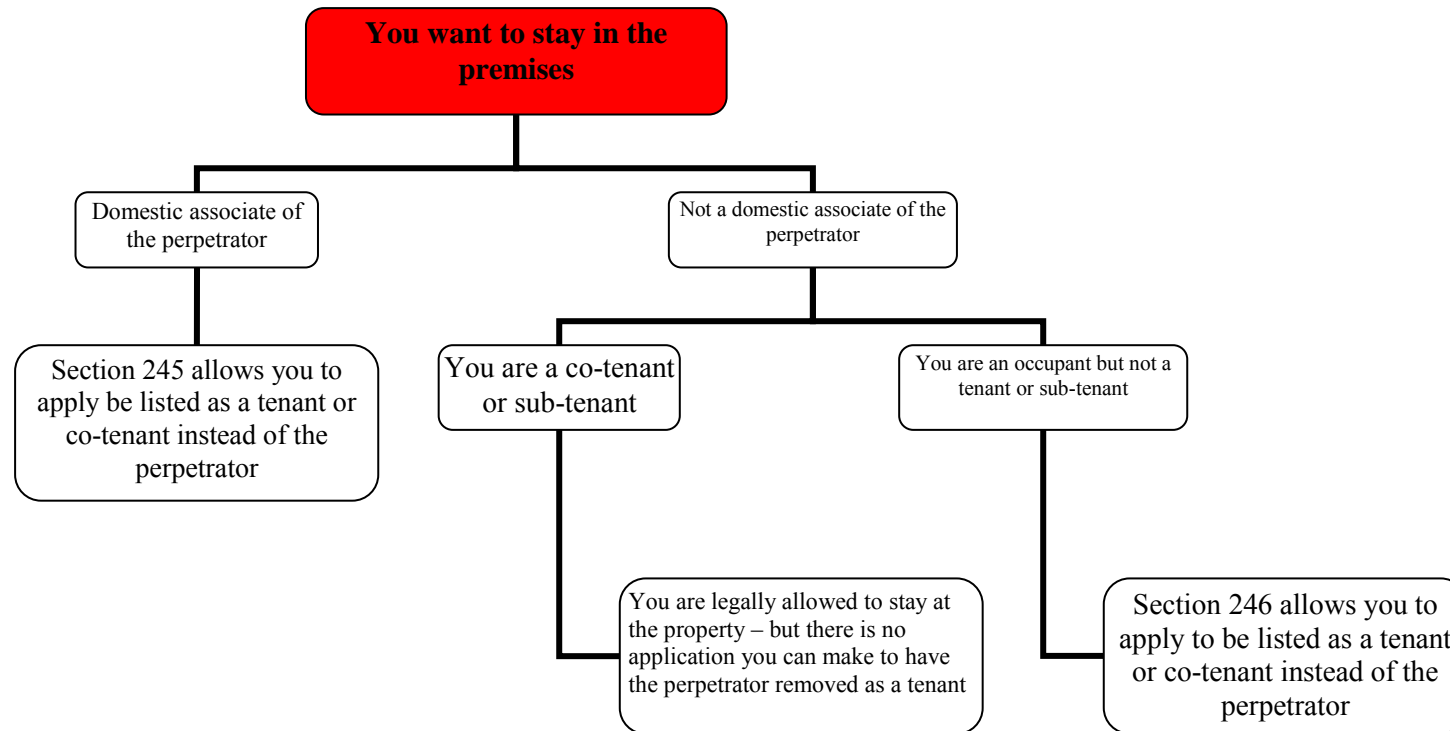 You want to stay in the
premises
Domestic associate of
the perpetrator
Not a domestic associate of the
perpetrator
Section 245 allows you to
apply be listed as a tenant or
co-tenant instead of the
perpetrator
You are a co-tenant
or sub-tenant
You are an occupant but not a
tenant or sub-tenant
You are legally allowed to stay at
the property – but there is no
application you can make to have
the perpetrator removed as a tenant
Section 246 allows you to
apply to be listed as a tenant
or co-tenant instead of the
perpetrator